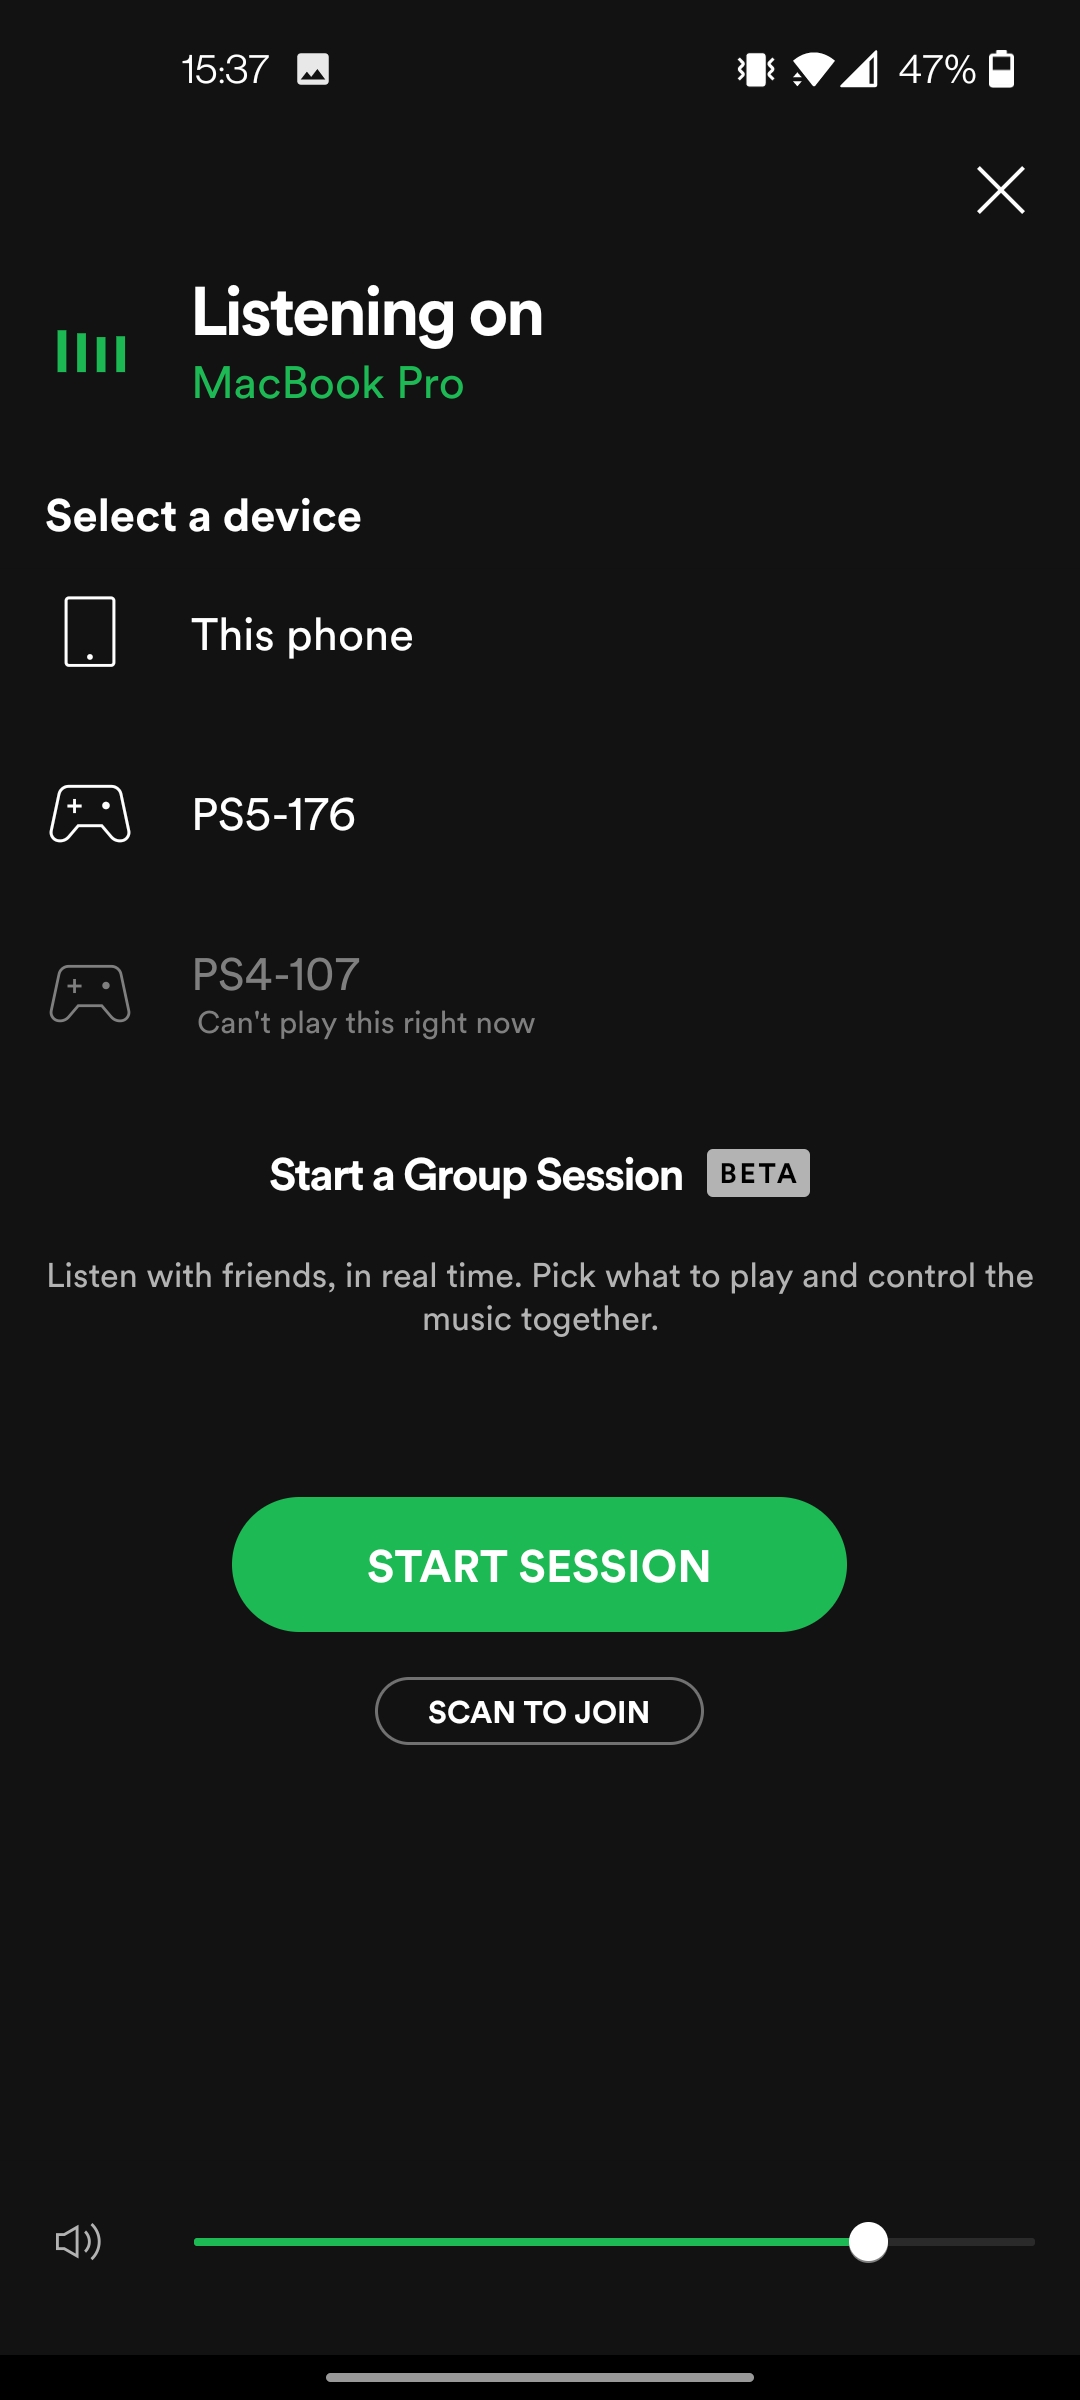 15:37 47%
Listening on
MacBook Pro
Select a device
This phone
PS5-176
PS4-107
Can't play this right now
Start a Group Session BETA
Listen with friends, in real time. Pick what to play and control the
music together.
START SESSION
SCAN TO JOIN